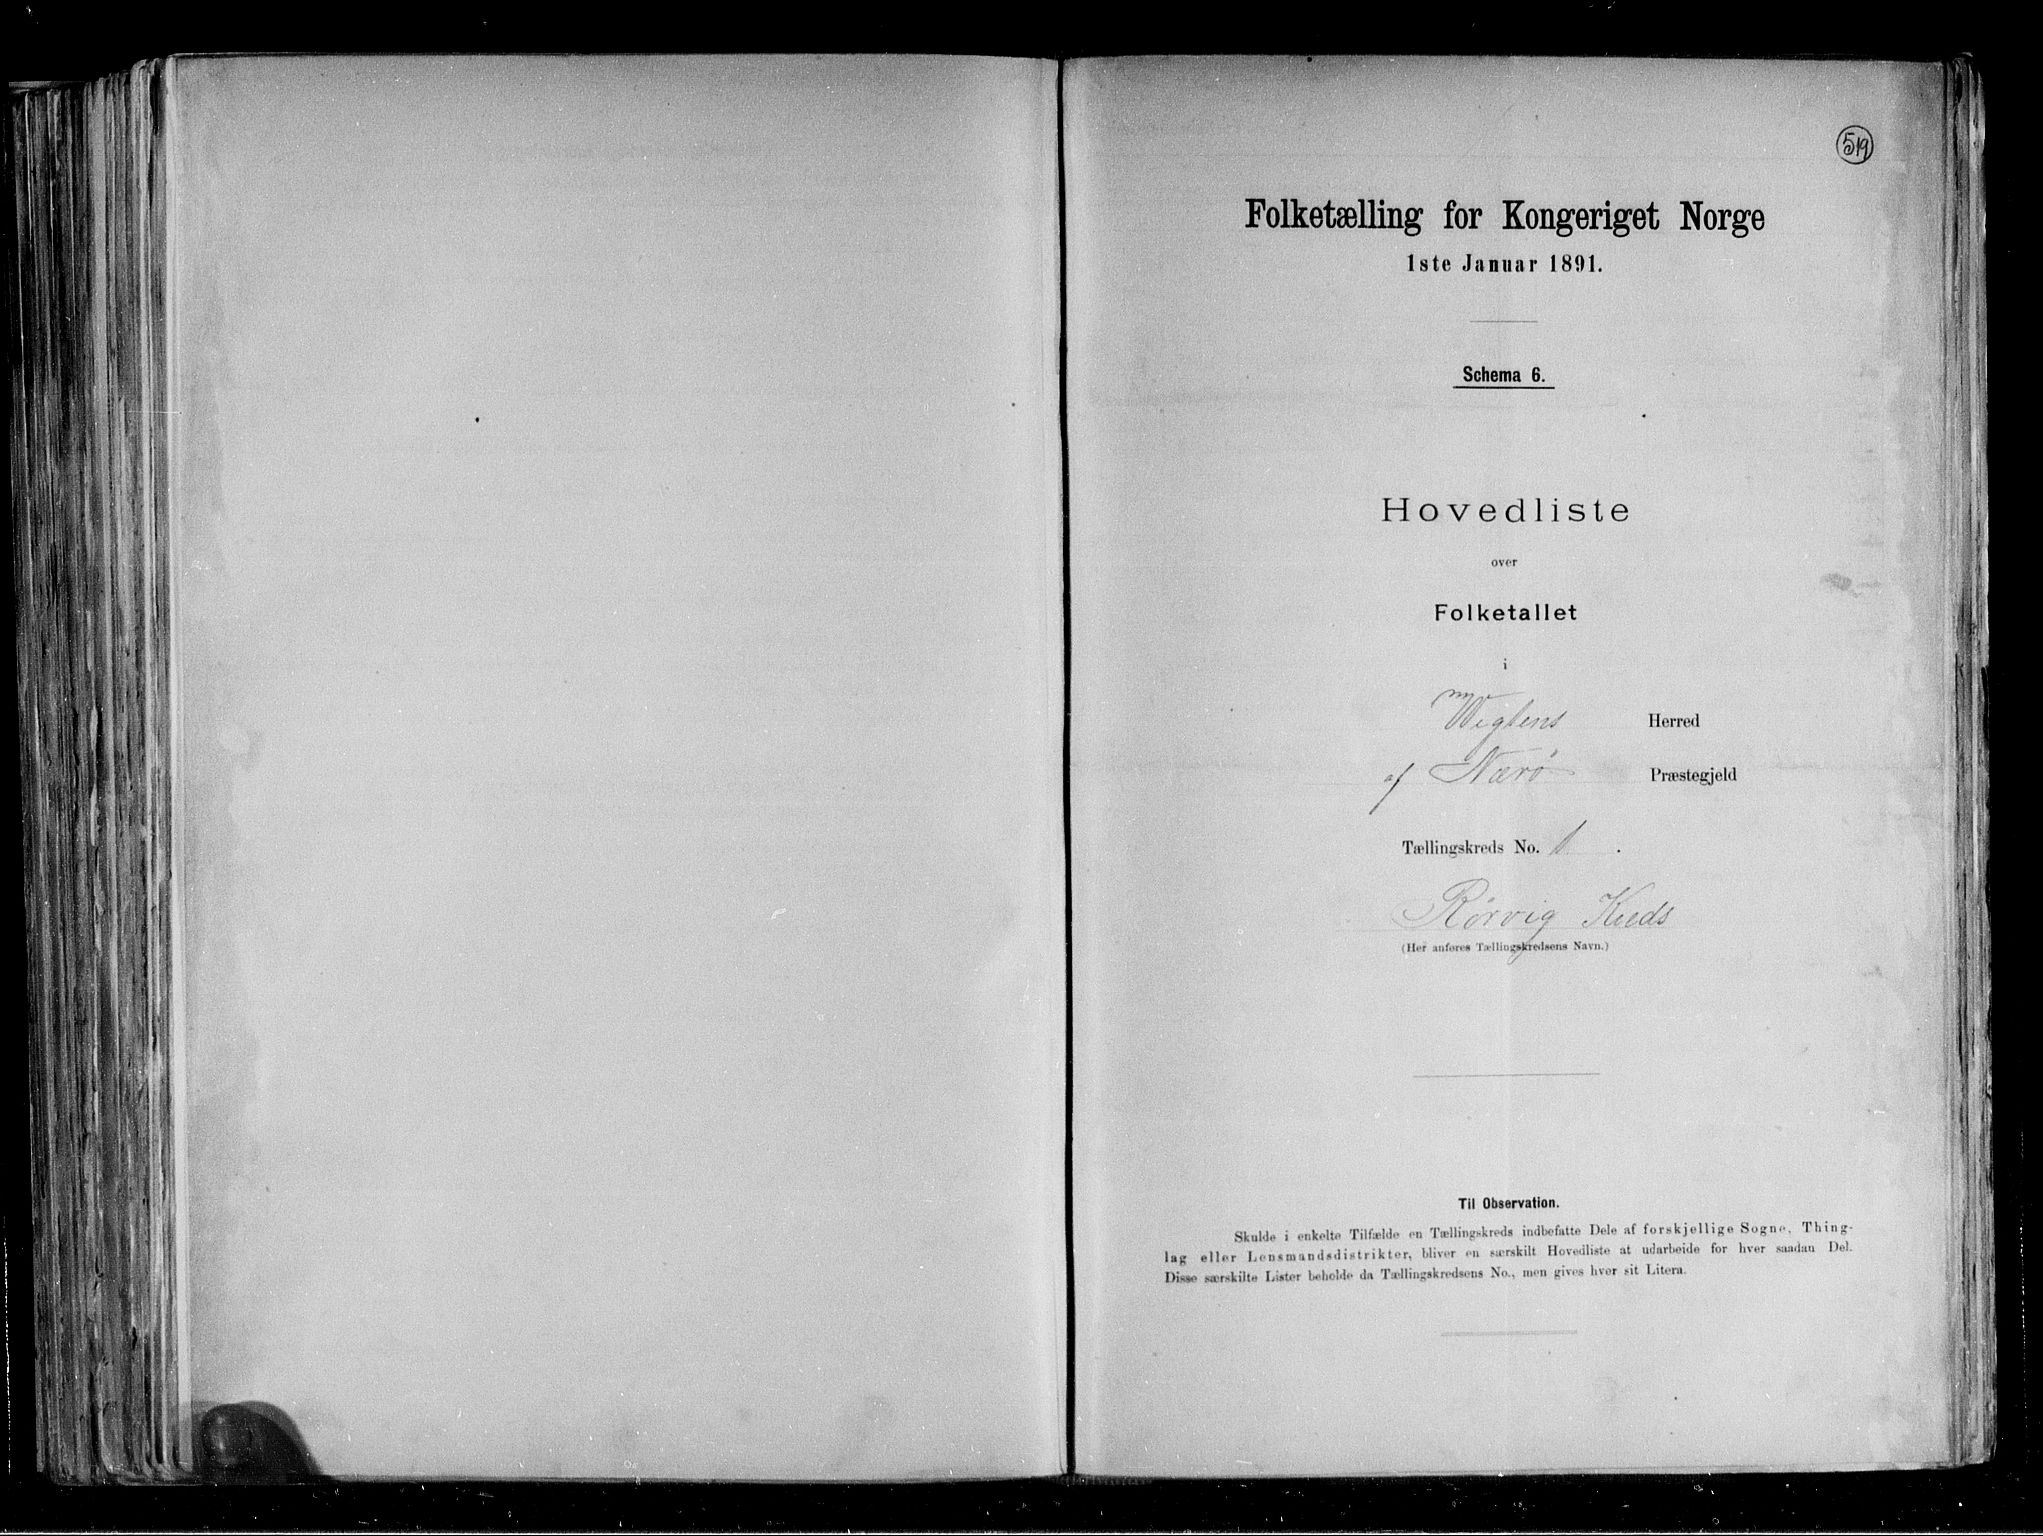 519
Folketælling for Kongeriget Norge
1ste Januar 1891.
Schema 6.
Hovedliste
over
Folketallet
i
Vigtens Herred
af Nærø Præstegjeld
Tællingskreds No. 1.
Rørvig Kreds
(Her anføres Tællingskredsens Navn.)
Til Observation.
Skulde i enkelte Tilfælde en Tællingskreds indbefatte Dele af forskjellige Sogne, Thing-
lag eller Lensmandsdistrikter, bliver en særskilt Hovedliste at udarbeide for hver saadan Del.
Disse særskilte Lister beholde da Tællingskredsens No., men gives hver sit Litera.